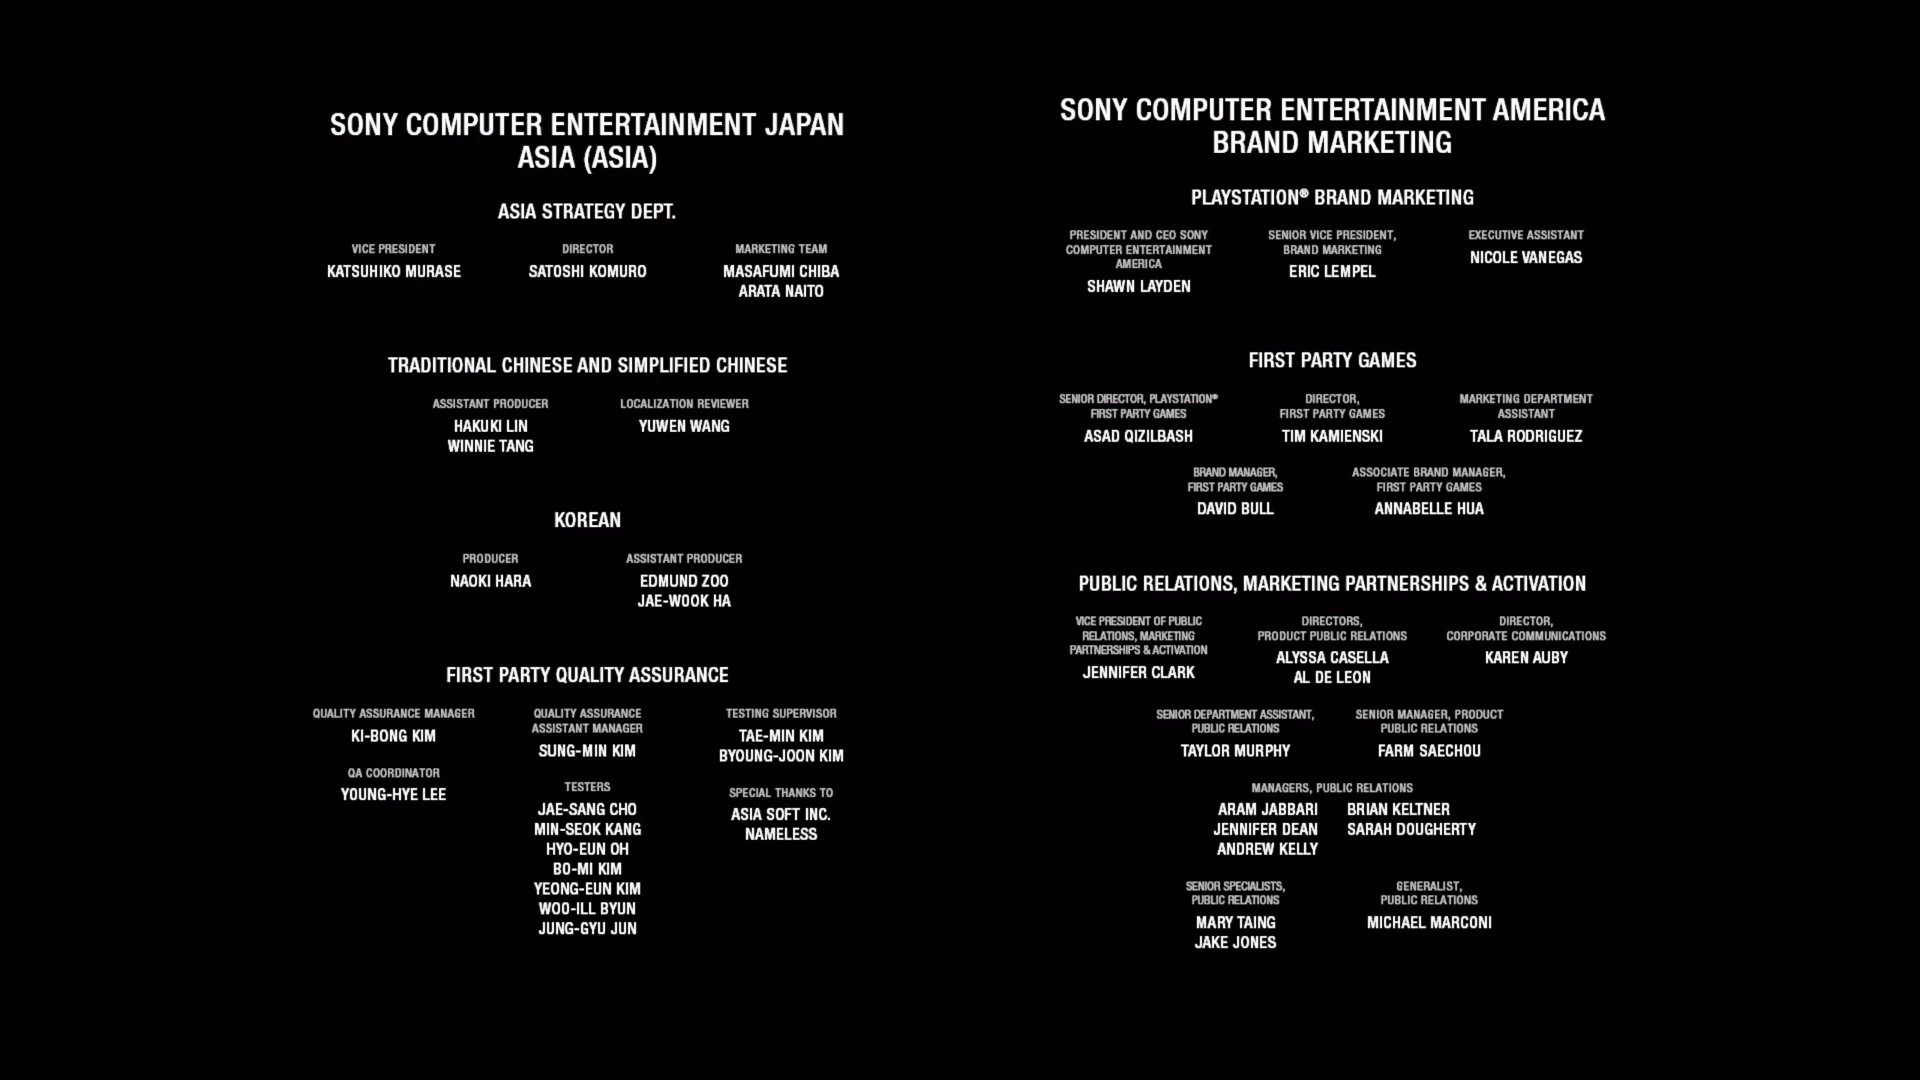 SONY COMPUTER ENTERTAINMENT JAPAN
ASIA (ASIA)
ASIA STRATEGY DEPT.
VICE PRESIDENT
KATSUHIKO MURASE
DIRECTOR
SATOSHI KOMURO
MARKETING TEAM
MASAFUMI CHIBA
ARATA NAITO
TRADITIONAL CHINESE AND SIMPLIFIED CHINESE
ASSISTANT PRODUCER
HAKUKI LIN
WINNIE TANG
LOCALIZATION REVIEWER
YUWEN WANG
KOREAN
PRODUCER
NAOKI HARA
ASSISTANT PRODUCER
EDMUND ZOO
JAE-WOOK HA
FIRST PARTY QUALITY ASSURANCE
QUALITY ASSURANCE MANAGER
KI-BONG KIM
QA COORDINATOR
YOUNG-HYE LEE
QUALITY ASSURANCE
ASSISTANT MANAGER
SUNG-MIN KIM
TESTERS
JAE-SANG CHO
MIN-SEOK KANG
HYO-EUN OH
BO-MI KIM
YEONG-EUN KIM
WOO-ILL BYUN
JUNG-GYU JUN
TESTING SUPERVISOR
TAE-MIN KIM
BYOUNG-JOON KIM
SPECIAL THANKS TO
ASIA SOFT INC.
NAMELESS
SONY COMPUTER ENTERTAINMENT AMERICA
BRAND MARKETING
PLAYSTATION® BRAND MARKETING
PRESIDENT AND CEO SONY
COMPUTER ENTERTAINMENT
AMERICA
SHAWN LAYDEN
SENIOR VICE PRESIDENT,
BRAND MARKETING
ERIC LEMPEL
EXECUTIVE ASSISTANT
NICOLE VANEGAS
FIRST PARTY GAMES
SENIOR DIRECTOR, PLAYSTATION®
FIRST PARTY GAMES
ASAD QIZILBASH
DIRECTOR,
FIRST PARTY GAMES
TIM KAMIENSKI
MARKETING DEPARTMENT
ASSISTANT
TALA RODRIGUEZ
BRAND MANAGER,
FIRST PARTY GAMES
DAVID BULL
ASSOCIATE BRAND MANAGER,
FIRST PARTY GAMES
ANNABELLE HUA
PUBLIC RELATIONS, MARKETING PARTNERSHIPS & ACTIVATION
VICE PRESIDENT OF PUBLIC
RELATIONS, MARKETING
PARTNERSHIPS & ACTIVATION
JENNIFER CLARK
DIRECTORS,
PRODUCT PUBLIC RELATIONS
ALYSSA CASELLA
AL DE LEON
DIRECTOR,
CORPORATE COMMUNICATIONS
KAREN AUBY
SENIOR DEPARTMENT ASSISTANT,
PUBLIC RELATIONS
TAYLOR MURPHY
SENIOR MANAGER, PRODUCT
PUBLIC RELATIONS
FARM SAECHOU
MANAGERS, PUBLIC RELATIONS
ARAM JABBARI
JENNIFER DEAN
ANDREW KELLY
BRIAN KELTNER
SARAH DOUGHERTY
SENIOR SPECIALISTS,
PUBLIC RELATIONS
MARY TAING
JAKE JONES
GENERALIST,
PUBLIC RELATIONS
MICHAEL MARCONI